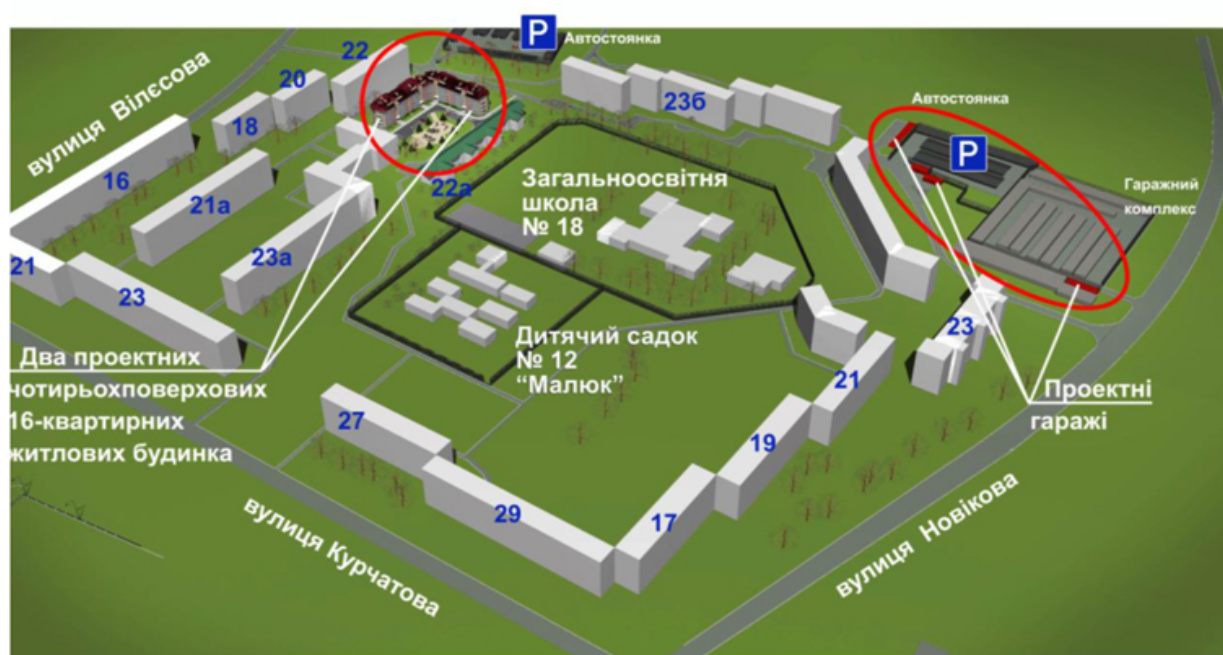 P
Автостоянка
вулиця Вілєсова
22
20
18
16
21а
23а
21
23
22а
23б
Автостоянка
P
Гаражний
комплекс
Загальноосвітня
школа
№ 18
Дитячий садок
№ 12
“Малюк”
Два проектних
чотирьохповерхових
16-квартирних
житлових будинка
27
29
17
19
21
23
Проектні
гаражі
вулиця Курчатова
вулиця Новікова